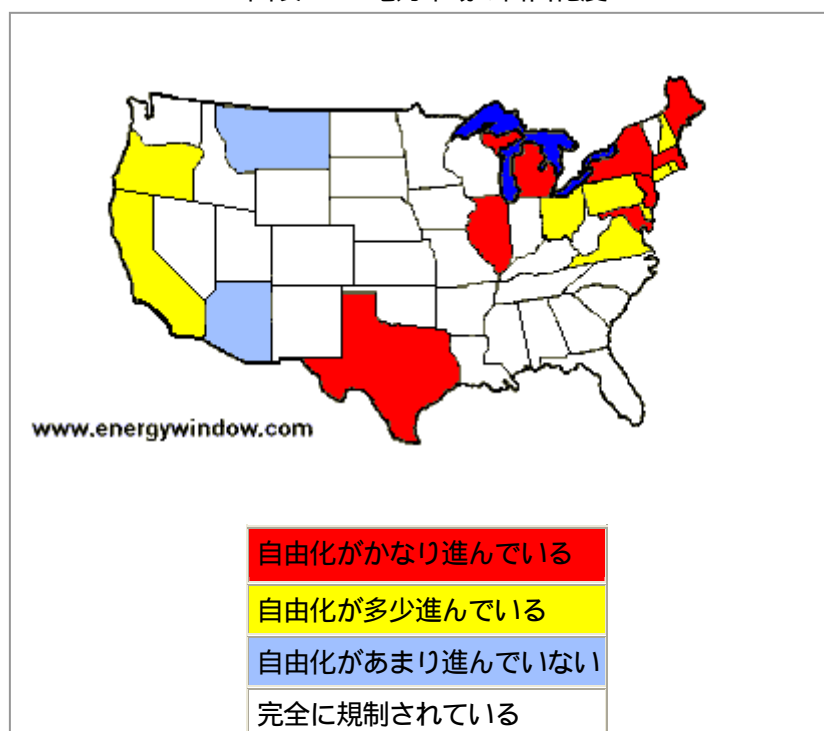 www.energywindow.com
自由化がかなり進んでいる
自由化が多少進んでいる
自由化があまり進んでいない
完全に規制されている